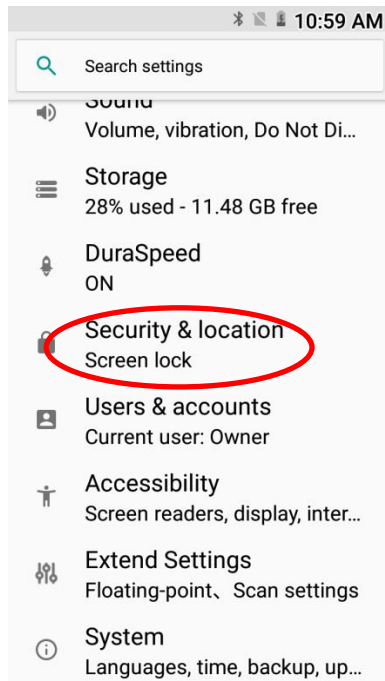 10:59 AM
Search settings
Sound
Volume, vibration, Do Not Di...
Storage
28% used - 11.48 GB free
DuraSpeed
ON
Security & location
Screen lock
Users & accounts
Current user: Owner
Accessibility
Screen readers, display, inter...
Extend Settings
Floating-point、Scan settings
System
Languages, time, backup, up...